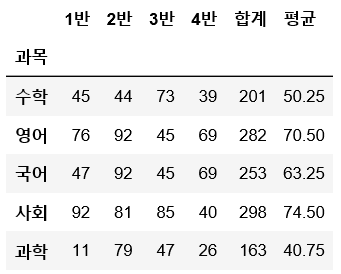 1반 2반 3반 4반 합계 평균
과목
수학 45 44 73 39 201 50.25
영어 76 92 45 69 282 70.50
국어 47 92 45 69 253 63.25
사회 92 81 85 40 298 74.50
과학 11 79 47 26 163 40.75